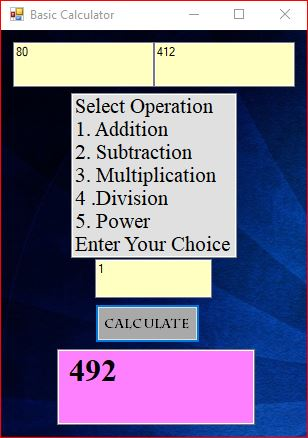 Basic Calculator
80 412
Select Operation
1. Addition
2. Subtraction
3. Multiplication
4 .Division
5. Power
Enter Your Choice
1
CALCULATE
492